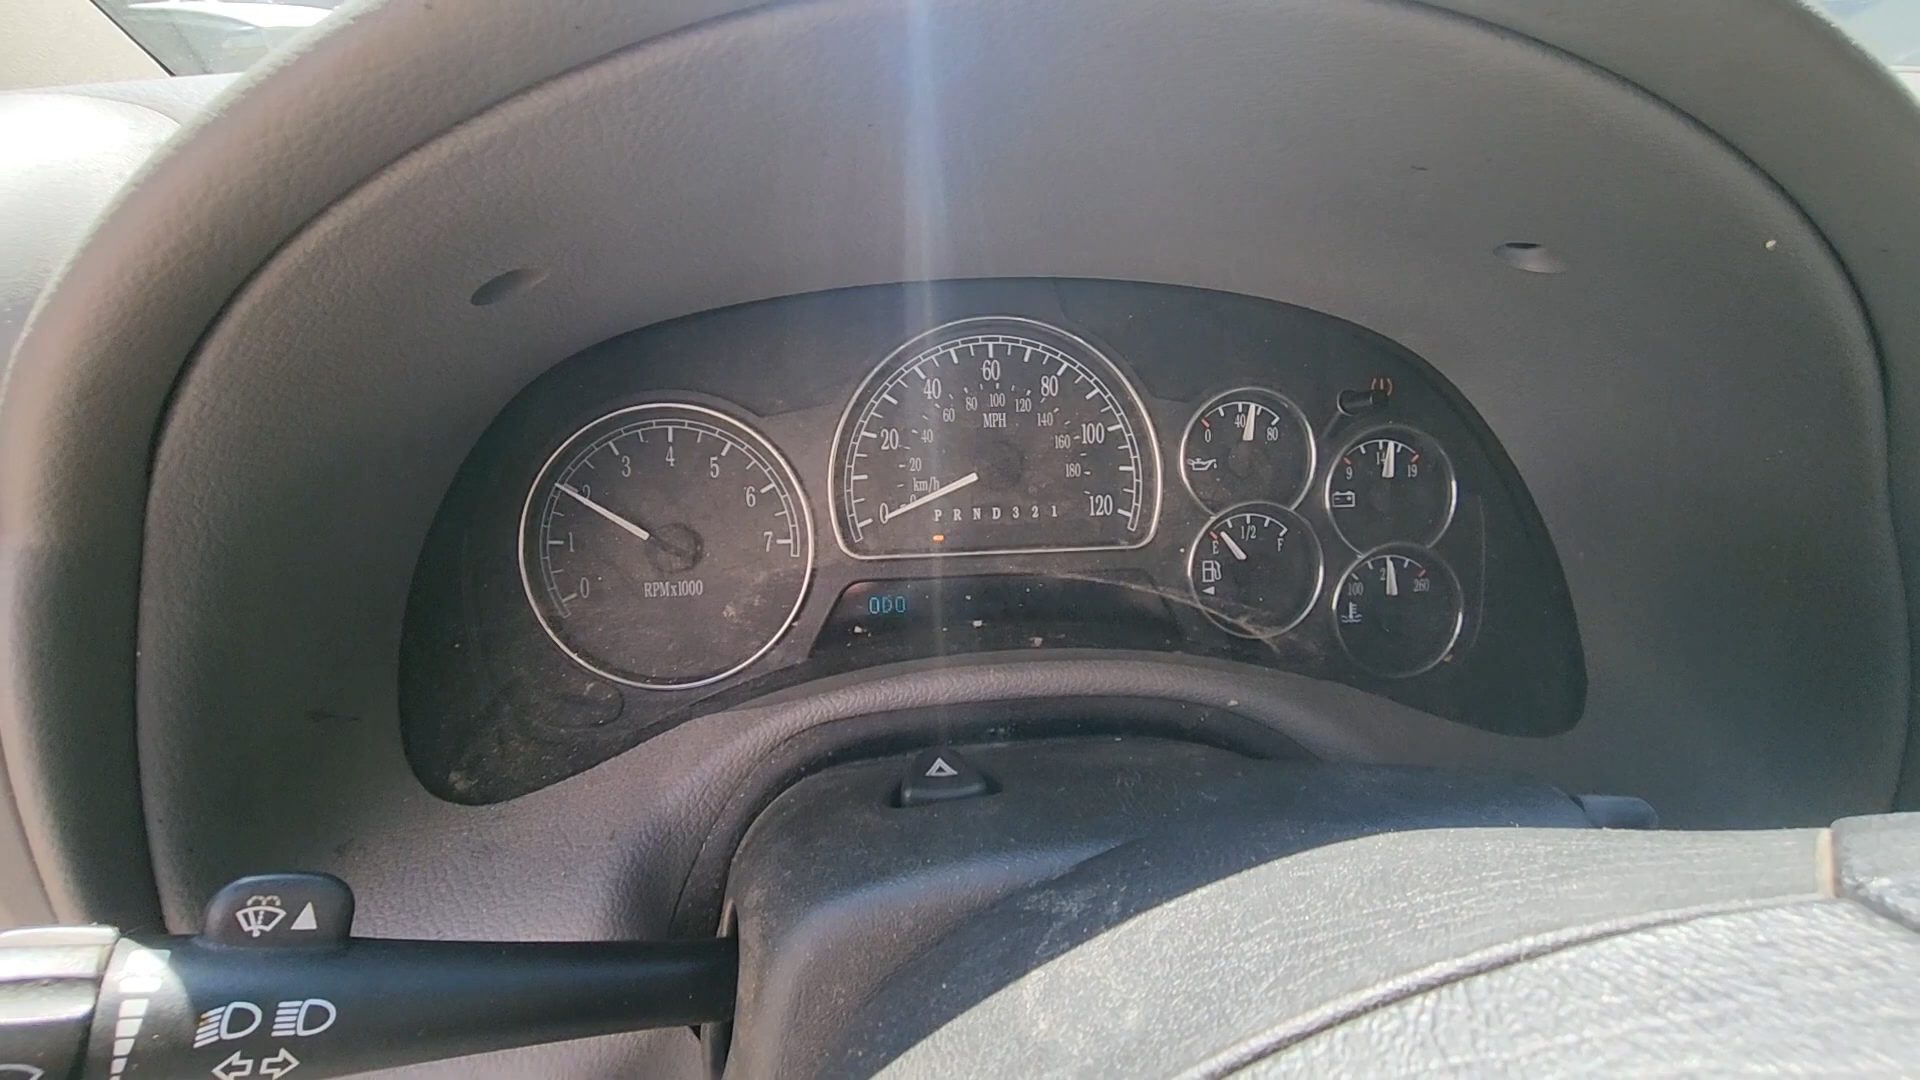 0 1 2 3 4 5 6 7
RPMx1000
0 20 40 60 80 100 120
0 20 40 60 80 100 120 140 160 180
MPH
km/h
P R N D 3 2 1
ODO
0 40 80
9 14 19
E 1/2 F
100 2 260